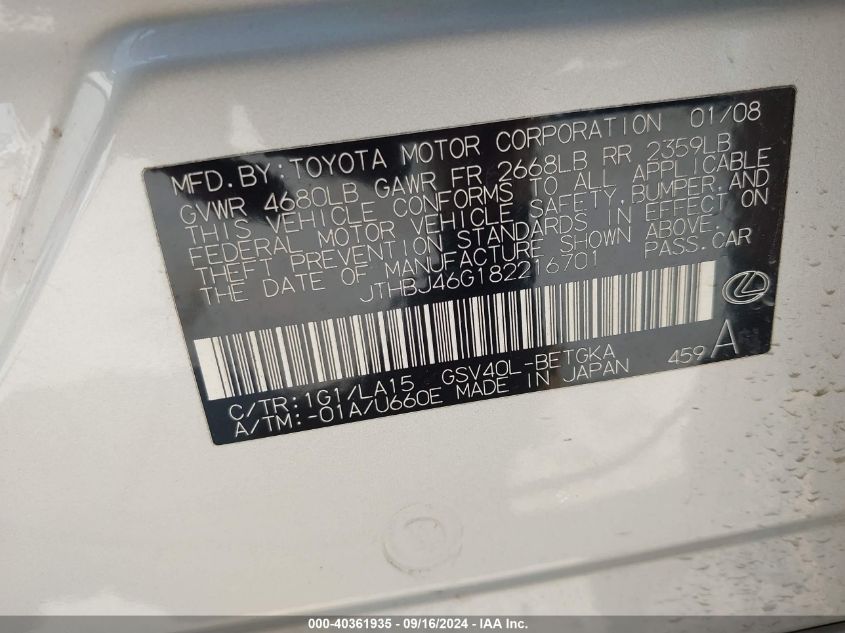 MFD.BY:TOYOTA MOTOR CORPORATION 01/08
GVWR 4680LB GAWR FR 2668LB RR 2359LB
THIS VEHICLE CONFORMS TO ALL APPLICABLE
FEDERAL MOTOR VEHICLE SAFETY,BUMPER,AND
THEFT PREVENTION STANDARDS IN EFFECT ON
THE DATE OF MANUFACTURE SHOWN ABOVE.
JTHBJ46G182216701 PASS.CAR
C/TR:1G1/LA15 GSV40L-BETGKA 459 A
A/TM:-01A/U660E MADE IN JAPAN
000-40361935 - 09/16/2024 - IAA Inc.